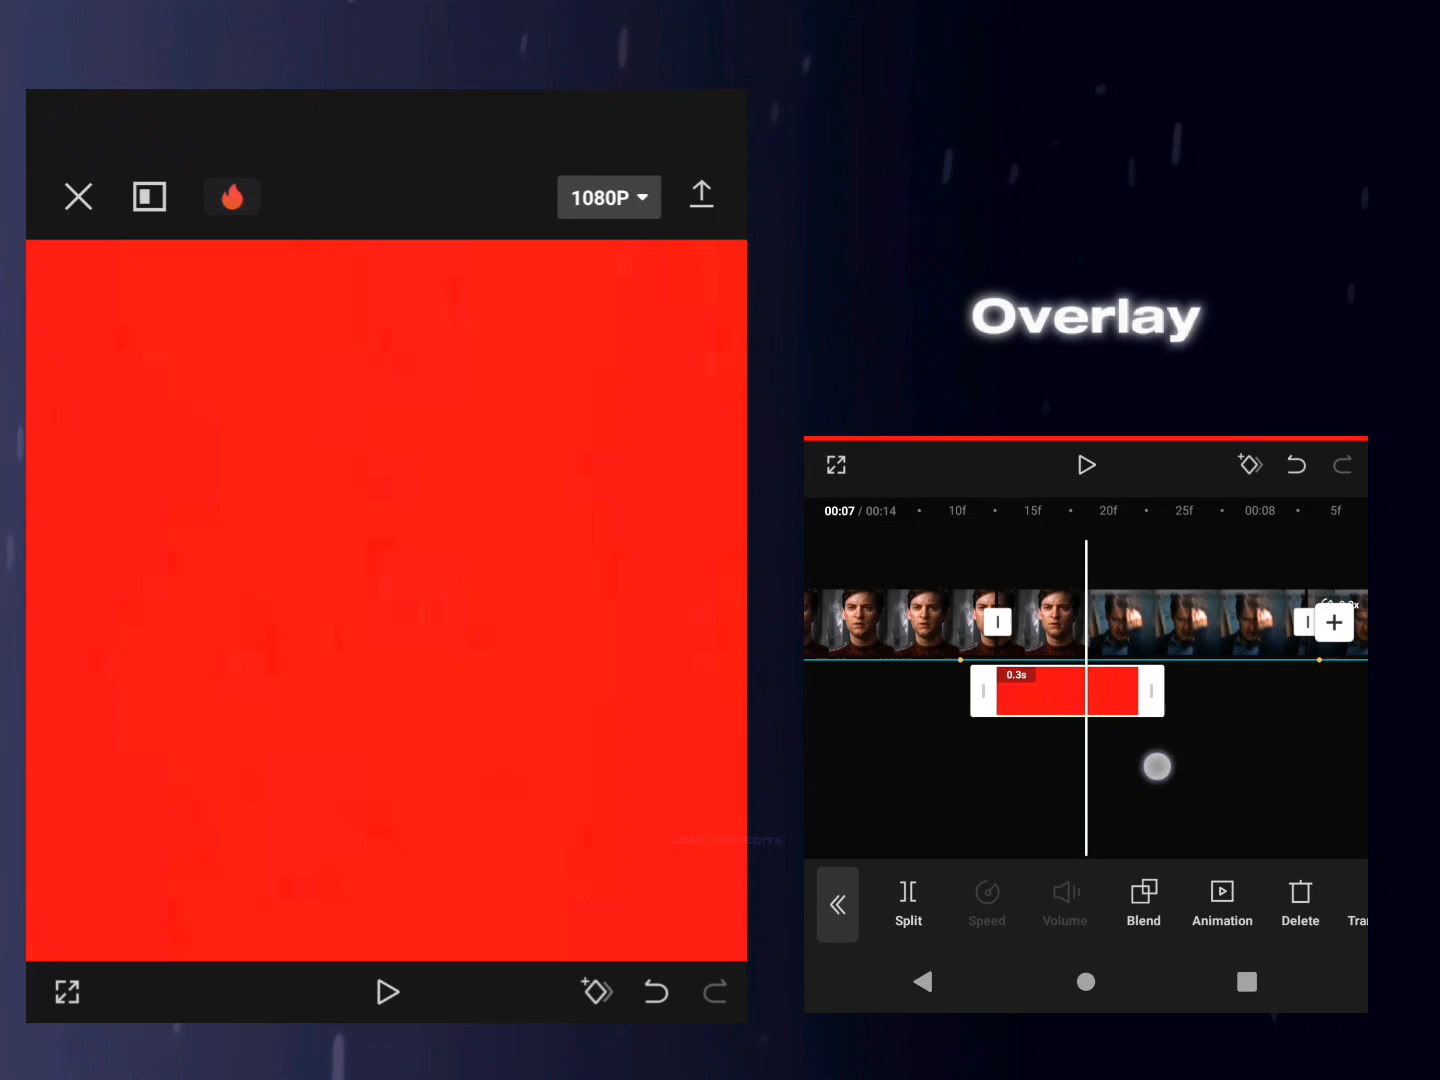 1080P
Overlay
00:07 / 00:14 10f 15f 20f 25f 00:08 5f
0.3s
Split Speed Volume Blend Animation Delete